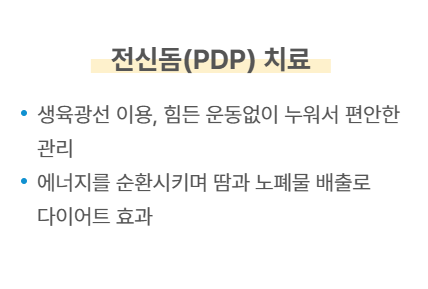 전신돔(PDP) 치료
생육광선 이용, 힘든 운동없이 누워서 편안한
관리
에너지를 순환시키며 땀과 노폐물 배출로
다이어트 효과